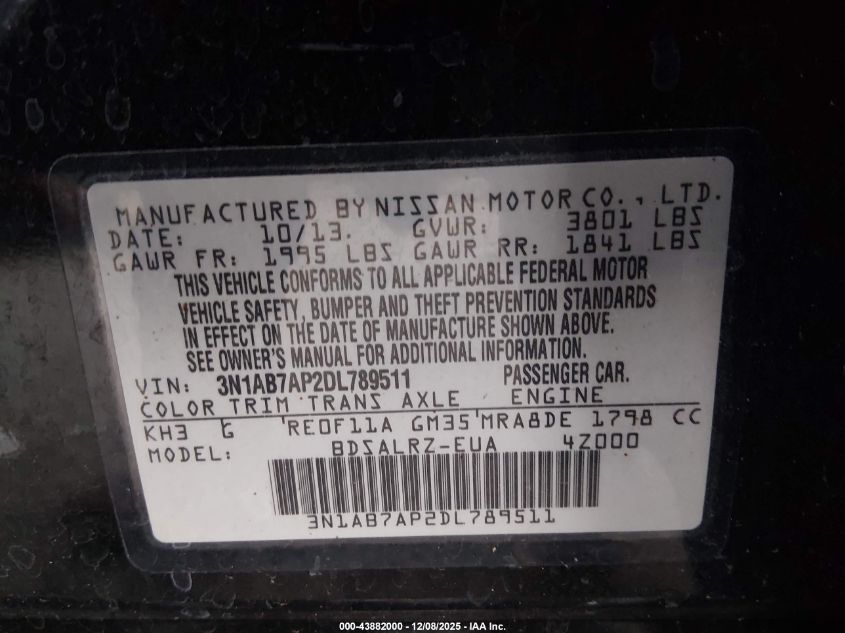 MANUFACTURED BY NISSAN MOTOR CO., LTD.
DATE: 10/13. GVWR: 3801 LBS
GAWR FR: 1995 LBS GAWR RR: 1841 LBS
THIS VEHICLE CONFORMS TO ALL APPLICABLE FEDERAL MOTOR
VEHICLE SAFETY, BUMPER AND THEFT PREVENTION STANDARDS
IN EFFECT ON THE DATE OF MANUFACTURE SHOWN ABOVE.
SEE OWNER'S MANUAL FOR ADDITIONAL INFORMATION.
VIN: 3N1AB7AP2DL789511 PASSENGER CAR.
COLOR TRIM TRANS AXLE ENGINE
KH3 G 'RE0F11A GM35'MRA8DE 1798 CC
MODEL: BDSALRZ-EUA 4Z000
3N1AB7AP2DL789511
000-43882000 - 12/08/2025 - IAA Inc.